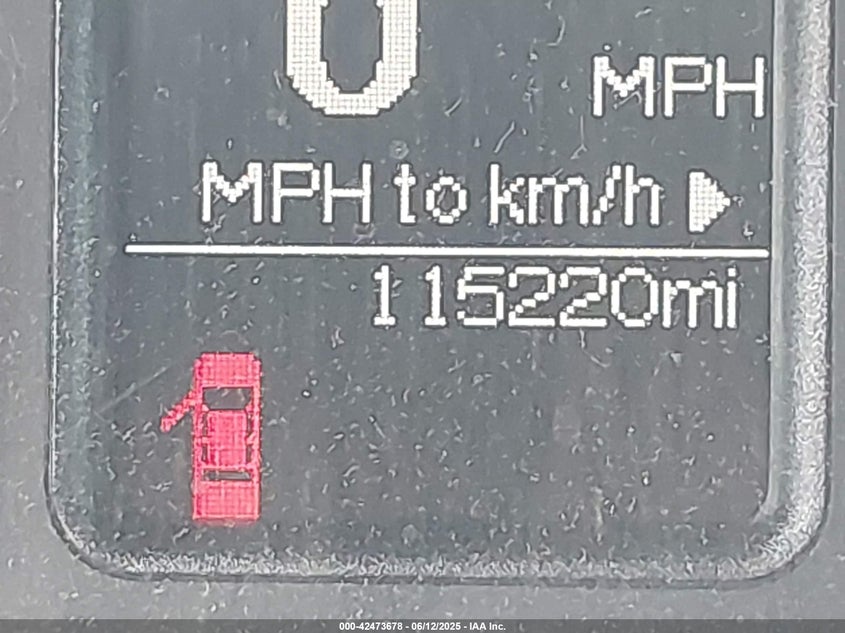 0
MPH
MPH to km/h
115220mi
000-42473678 - 06/12/2025 - IAA Inc.